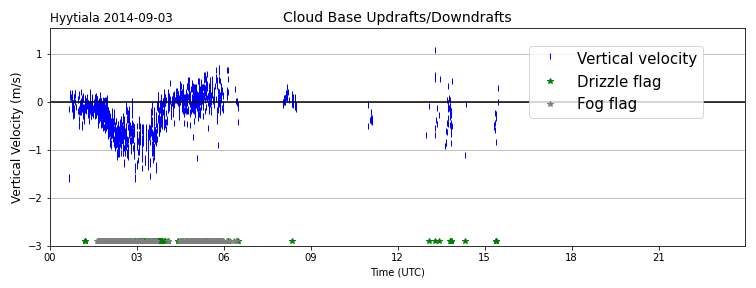 Hyytiala 2014-09-03
Cloud Base Updrafts/Downdrafts
Vertical Velocity (m/s)
1
0
−1
−2
−3
Vertical velocity
Drizzle flag
Fog flag
00 03 06 09 12 15 18 21
Time (UTC)